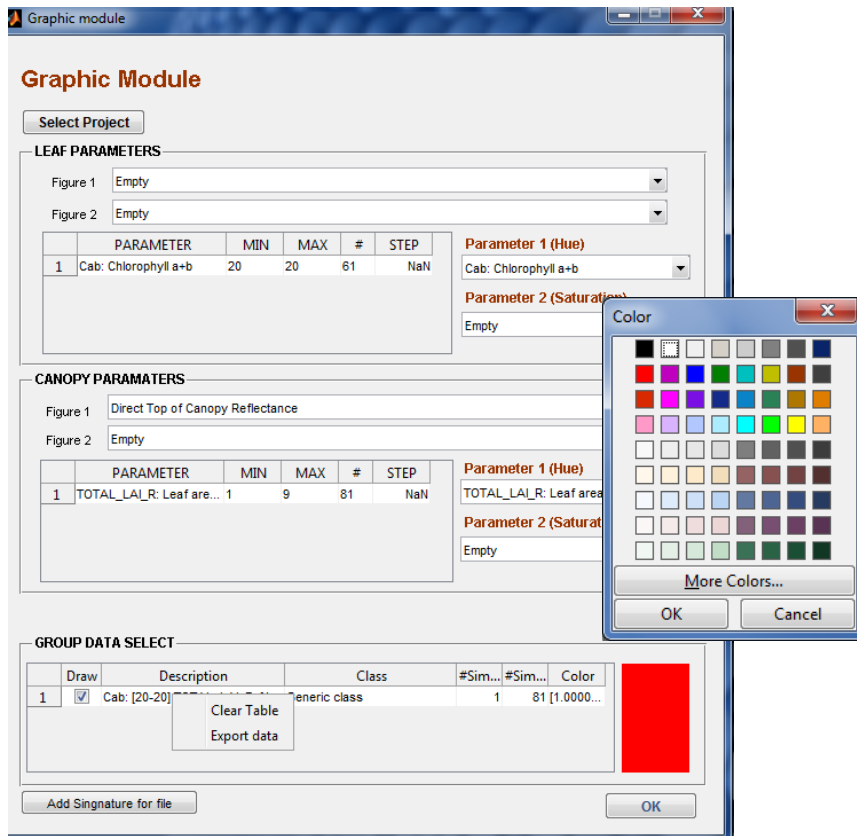 Graphic module
Graphic Module
Select Project
LEAF PARAMETERS
Figure 1 Empty
Figure 2 Empty
PARAMETER MIN MAX # STEP
1 Cab: Chlorophyll a+b 20 20 61 NaN
Parameter 1 (Hue)
Cab: Chlorophyll a+b
Parameter 2 (Saturation)
Empty
Color
More Colors...
OK Cancel
CANOPY PARAMATERS
Figure 1 Direct Top of Canopy Reflectance
Figure 2 Empty
PARAMETER MIN MAX # STEP
1 TOTAL_LAI_R: Leaf are... 1 9 81 NaN
Parameter 1 (Hue)
TOTAL_LAI_R: Leaf area
Parameter 2 (Saturat
Empty
GROUP DATA SELECT
Draw Description Class #Sim... #Sim... Color
1 Cab: [20-20] Generic class 1 81 [1.0000...
Clear Table
Export data
Add Singnature for file
OK